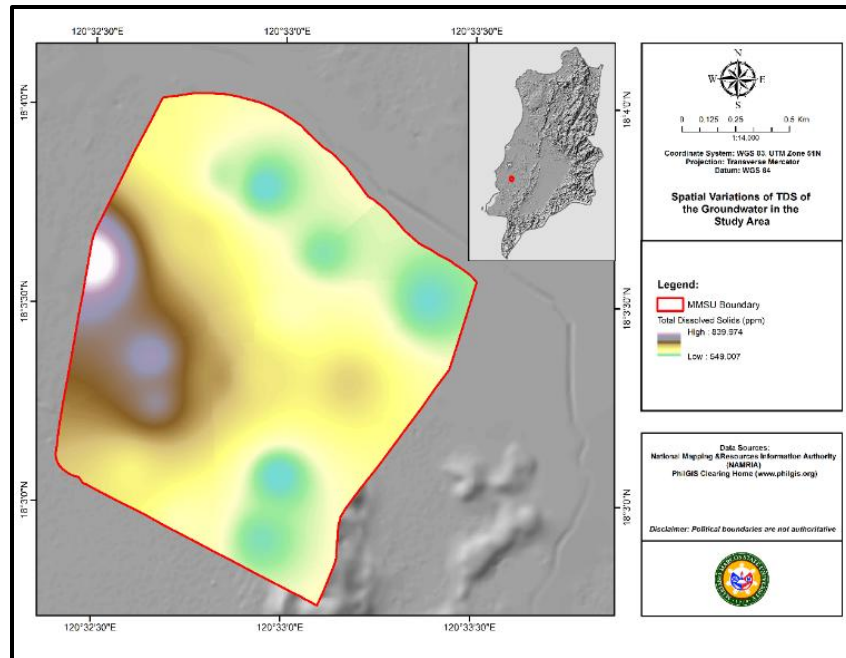 120°32'30"E
120°33'0"E
120°33'30"E
18°4'0"N
18°3'30"N
18°3'0"N
18°4'0"N
18°3'30"N
18°3'0"N
120°32'30"E
120°33'0"E
120°33'30"E
N
W
E
S
0
0.125
0.25
0.5 Km
1:14,000
Coordinate System: WGS 83, UTM Zone 51N
Projection: Transverse Mercator
Datum: WGS 84
Spatial Variations of TDS of
the Groundwater in the
Study Area
Legend:
MMSU Boundary
Total Dissolved Solids (ppm)
High : 839.974
Low : 549.007
Data Sources:
National Mapping &Resources Information Authority
(NAMRIA)
PhilGIS Clearing Home (www.philgis.org)
Disclaimer: Political boundaries are not authoritative